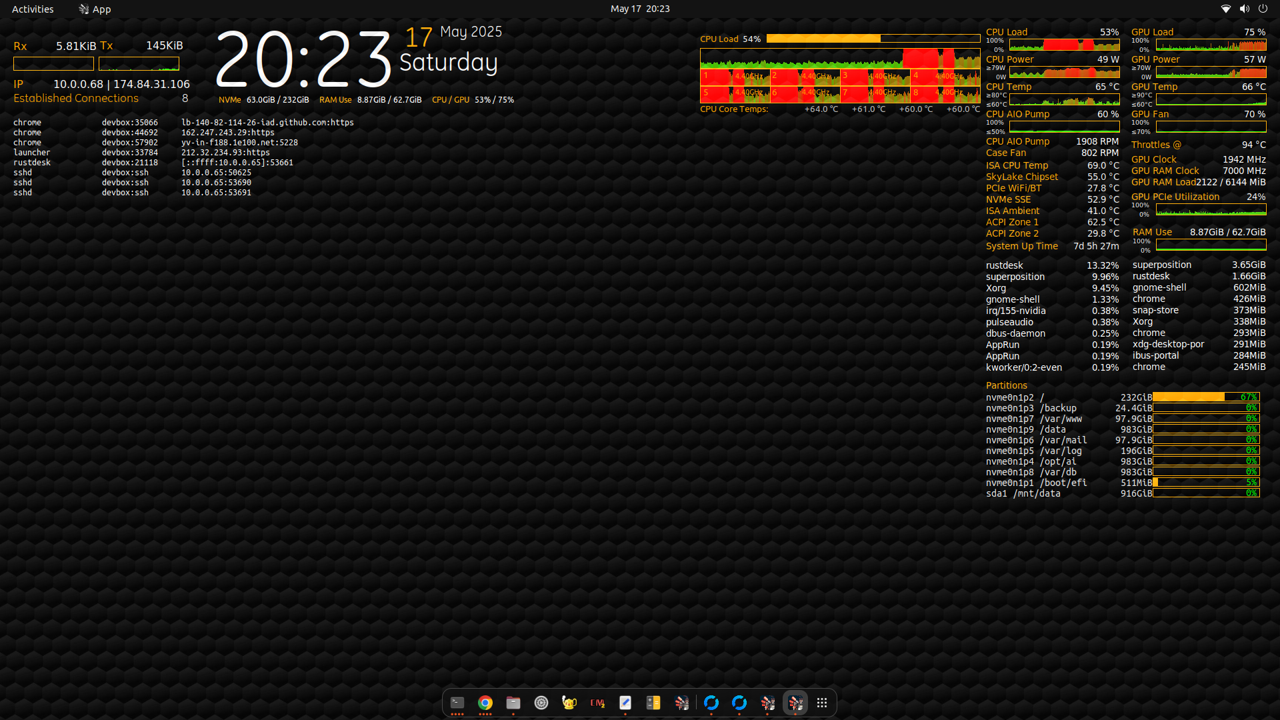 Activities App May 17 20:23
Rx 5.81KiB Tx 145KiB
IP 10.0.0.68 | 174.84.31.106
Established Connections 8
20:23 17 May 2025
Saturday
NVMe 63.0GiB / 232GiB RAM Use 8.87GiB / 62.7GiB CPU / GPU 53% / 75%
chrome devbox:35066 lb-140-82-114-26-iad.github.com:https
chrome devbox:44692 162.247.243.29:https
chrome devbox:57902 yv-in-f188.1e100.net:5228
launcher devbox:33784 212.32.234.93:https
rustdesk devbox:21118 [::ffff:10.0.0.65]:53661
sshd devbox:ssh 10.0.0.65:50625
sshd devbox:ssh 10.0.0.65:53690
sshd devbox:ssh 10.0.0.65:53691
CPU Load 54%
1 4.40GHz 2 4.40GHz 3 4.40GHz 4 4.40GHz
5 4.40GHz 6 4.40GHz 7 4.40GHz 8 4.40GHz
CPU Core Temps: +64.0 °C +61.0 °C +60.0 °C +60.0 °C
CPU Load 53%
100%
0%
CPU Power 49 W
≥79W
≤10W
CPU Temp 65 °C
≥80°C
≤60°C
CPU AIO Pump 60 %
100%
≤50%
CPU AIO Pump 1908 RPM
Case Fan 802 RPM
ISA CPU Temp 69.0 °C
SkyLake Chipset 55.0 °C
PCIe WiFi/BT 27.8 °C
NVMe SSE 52.9 °C
ISA Ambient 41.0 °C
ACPI Zone 1 62.5 °C
ACPI Zone 2 29.8 °C
System Up Time 7d 5h 27m
GPU Load 75 %
100%
0%
GPU Power 57 W
≥70W
≤10W
GPU Temp 66 °C
≥90°C
≤60°C
GPU Fan 70 %
100%
≤70%
Throttles @ 94 °C
GPU Clock 1942 MHz
GPU RAM Clock 7000 MHz
GPU RAM Load 2122 / 6144 MiB
GPU PCIe Utilization 24%
100%
0%
RAM Use 8.87GiB / 62.7GiB
100%
0%
rustdesk 13.32%
superposition 9.96%
Xorg 9.45%
gnome-shell 1.33%
irq/155-nvidia 0.38%
pulseaudio 0.38%
dbus-daemon 0.25%
AppRun 0.19%
AppRun 0.19%
kworker/0:2-even 0.19%
superposition 3.65GiB
rustdesk 1.66GiB
gnome-shell 602MiB
chrome 426MiB
snap-store 373MiB
Xorg 338MiB
chrome 293MiB
xdg-desktop-por 291MiB
ibus-portal 284MiB
chrome 245MiB
Partitions
nvme0n1p2 / 232GiB 67%
nvme0n1p3 /backup 24.4GiB 0%
nvme0n1p7 /var/www 97.9GiB 0%
nvme0n1p9 /data 983GiB 0%
nvme0n1p6 /var/mail 97.9GiB 0%
nvme0n1p5 /var/log 196GiB 0%
nvme0n1p4 /opt/ai 983GiB 0%
nvme0n1p8 /var/db 983GiB 0%
nvme0n1p1 /boot/efi 511MiB 5%
sda1 /mnt/data 916GiB 0%